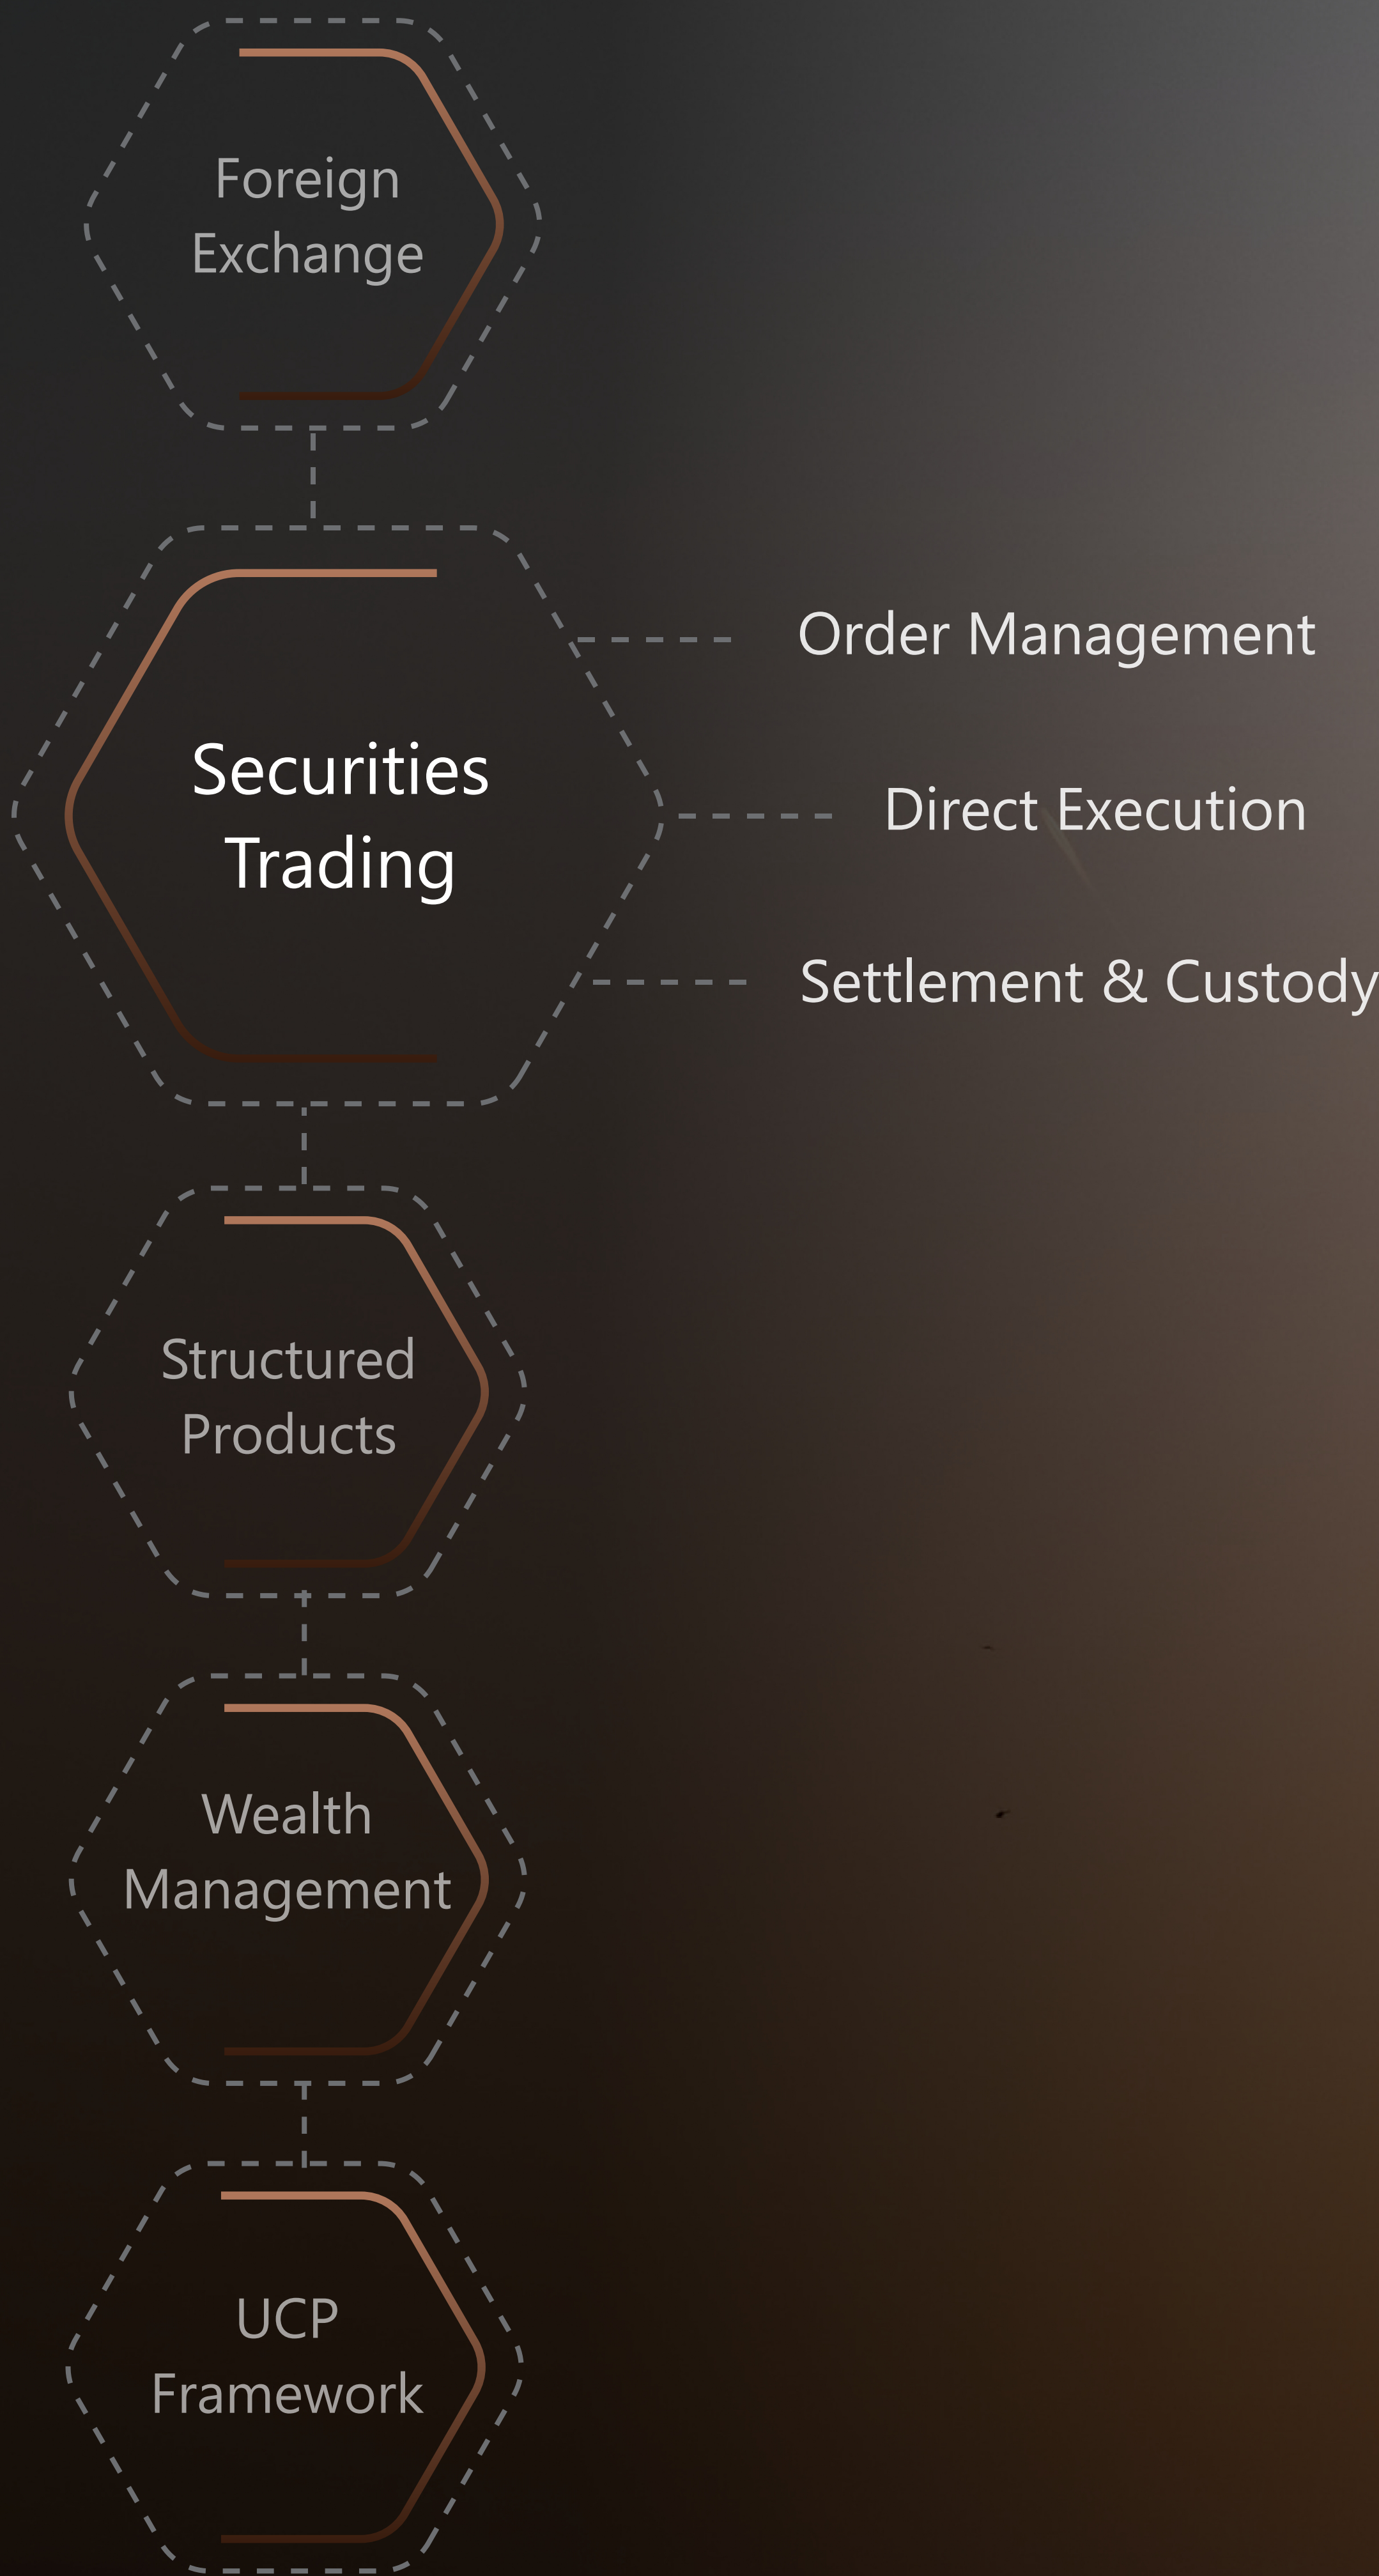 Foreign
Exchange
Securities
Trading
Order Management
Direct Execution
Settlement & Custody
Structured
Products
Wealth
Management
UCP
Framework